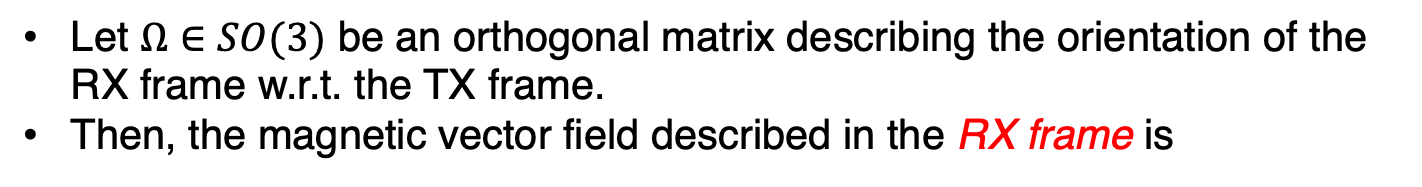 • Let Ω ∈ SO(3) be an orthogonal matrix describing the orientation of the
RX frame w.r.t. the TX frame.
• Then, the magnetic vector field described in the RX frame is